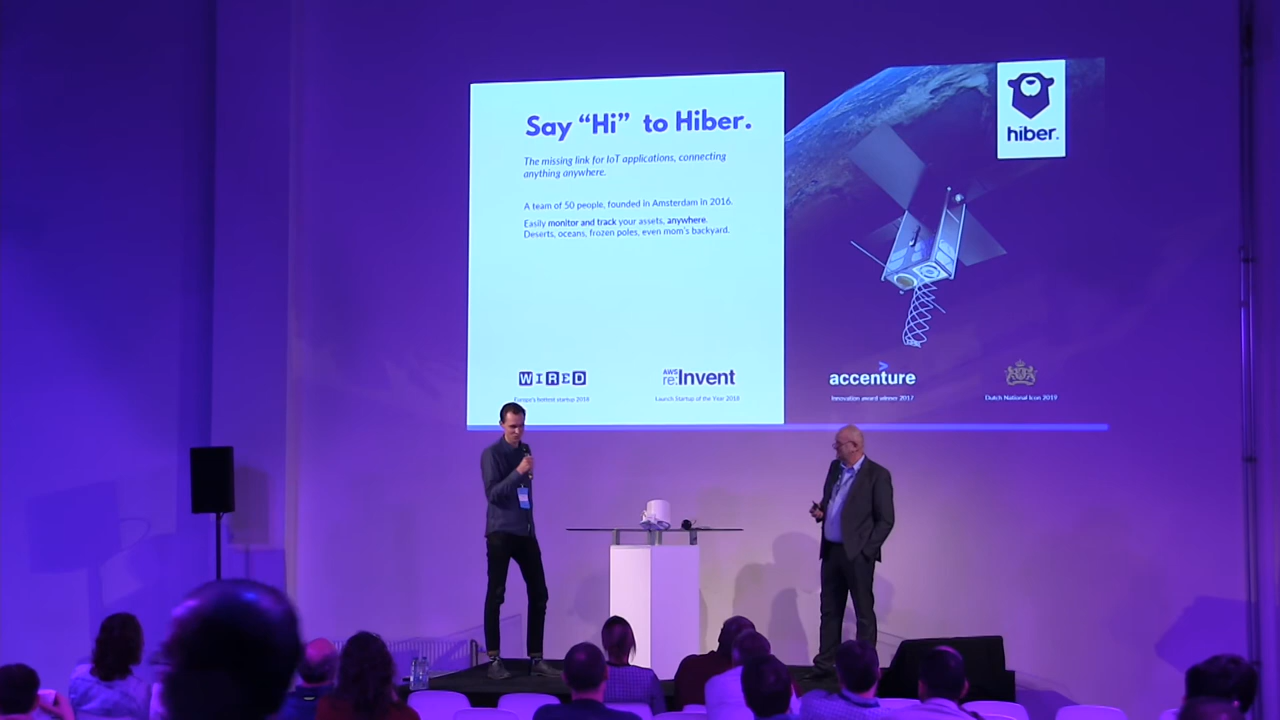 Say “Hi” to Hiber.
The missing link for IoT applications, connecting
anything anywhere.
A team of 50 people, founded in Amsterdam in 2016.
Easily monitor and track your assets, anywhere.
Deserts, oceans, frozen poles, even mom's backyard.
WIRED
Europe's hottest startup 2018
AWS
re:Invent
Launch Startup of the Year 2018
hiber.
accenture
Innovation award winner 2017
Dutch National Icon 2019